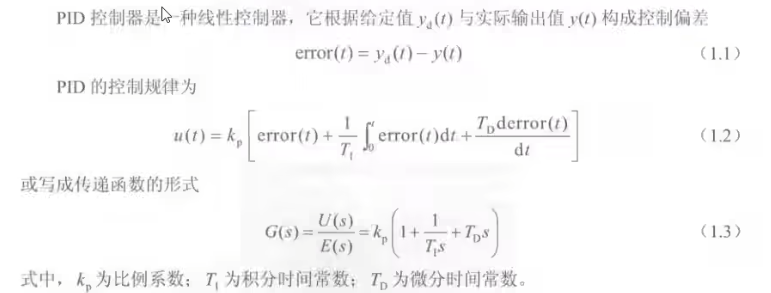 PID 控制器是一种线性控制器，它根据给定值 y_d(t) 与实际输出值 y(t) 构成控制偏差
error(t) = y_d(t) − y(t) （1.1）
PID 的控制规律为
u(t) = k_p [ error(t) + 1/T_I ∫_0^t error(t)dt + T_D derror(t)/dt ] （1.2）
或写成传递函数的形式
G(s) = U(s)/E(s) = k_p ( 1 + 1/(T_I s) + T_D s ) （1.3）
式中，k_p 为比例系数；T_I 为积分时间常数；T_D 为微分时间常数。